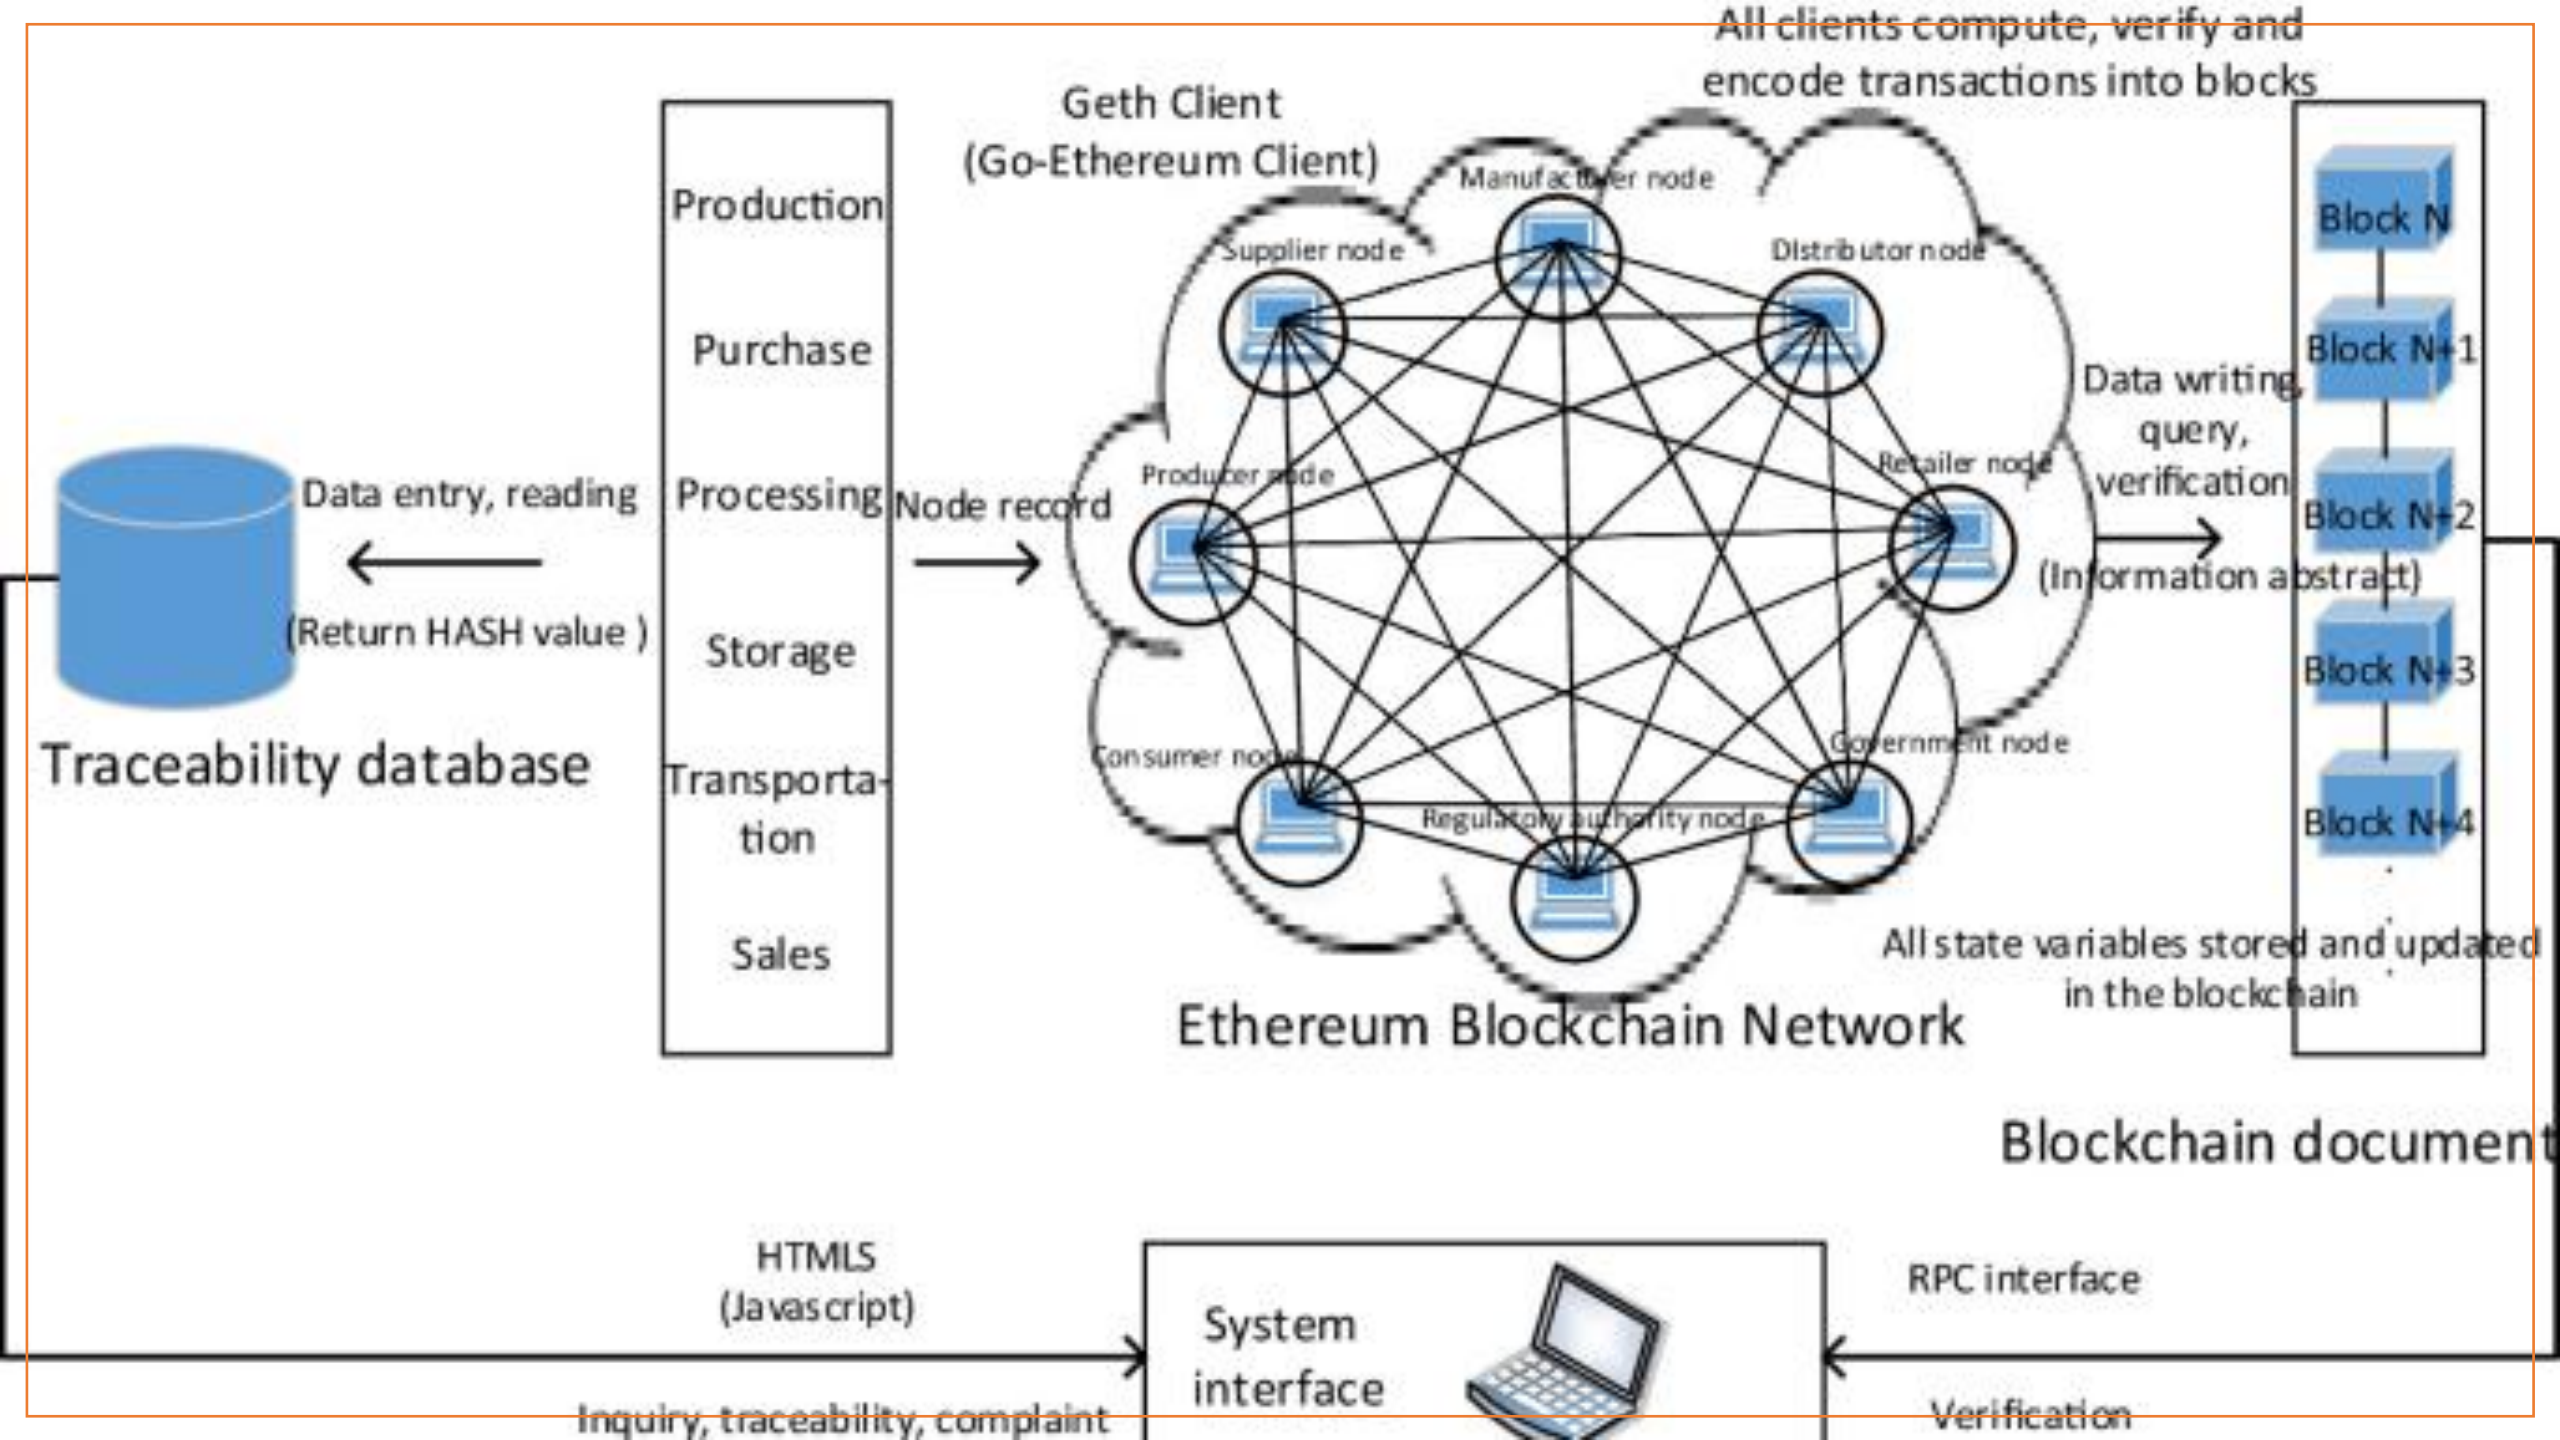 All clients compute, verify and
encode transactions into blocks
Geth Client
(Go-Ethereum Client)
Production
Purchase
Processing
Storage
Transporta-
tion
Sales
Data entry, reading
(Return HASH value )
Traceability database
Node record
Manufacturer node
Supplier node
DIstributor node
Producer node
Retailer node
Consumer node
Government node
Regulatory authority node
Ethereum Blockchain Network
Data writing,
query,
verification
(Information abstract)
Block N
Block N+1
Block N+2
Block N+3
Block N+4
All state variables stored and updated
in the blockchain
Blockchain document
HTMLS
(Javascript)
Inquiry, traceability, complaint
System
interface
RPC interface
Verification